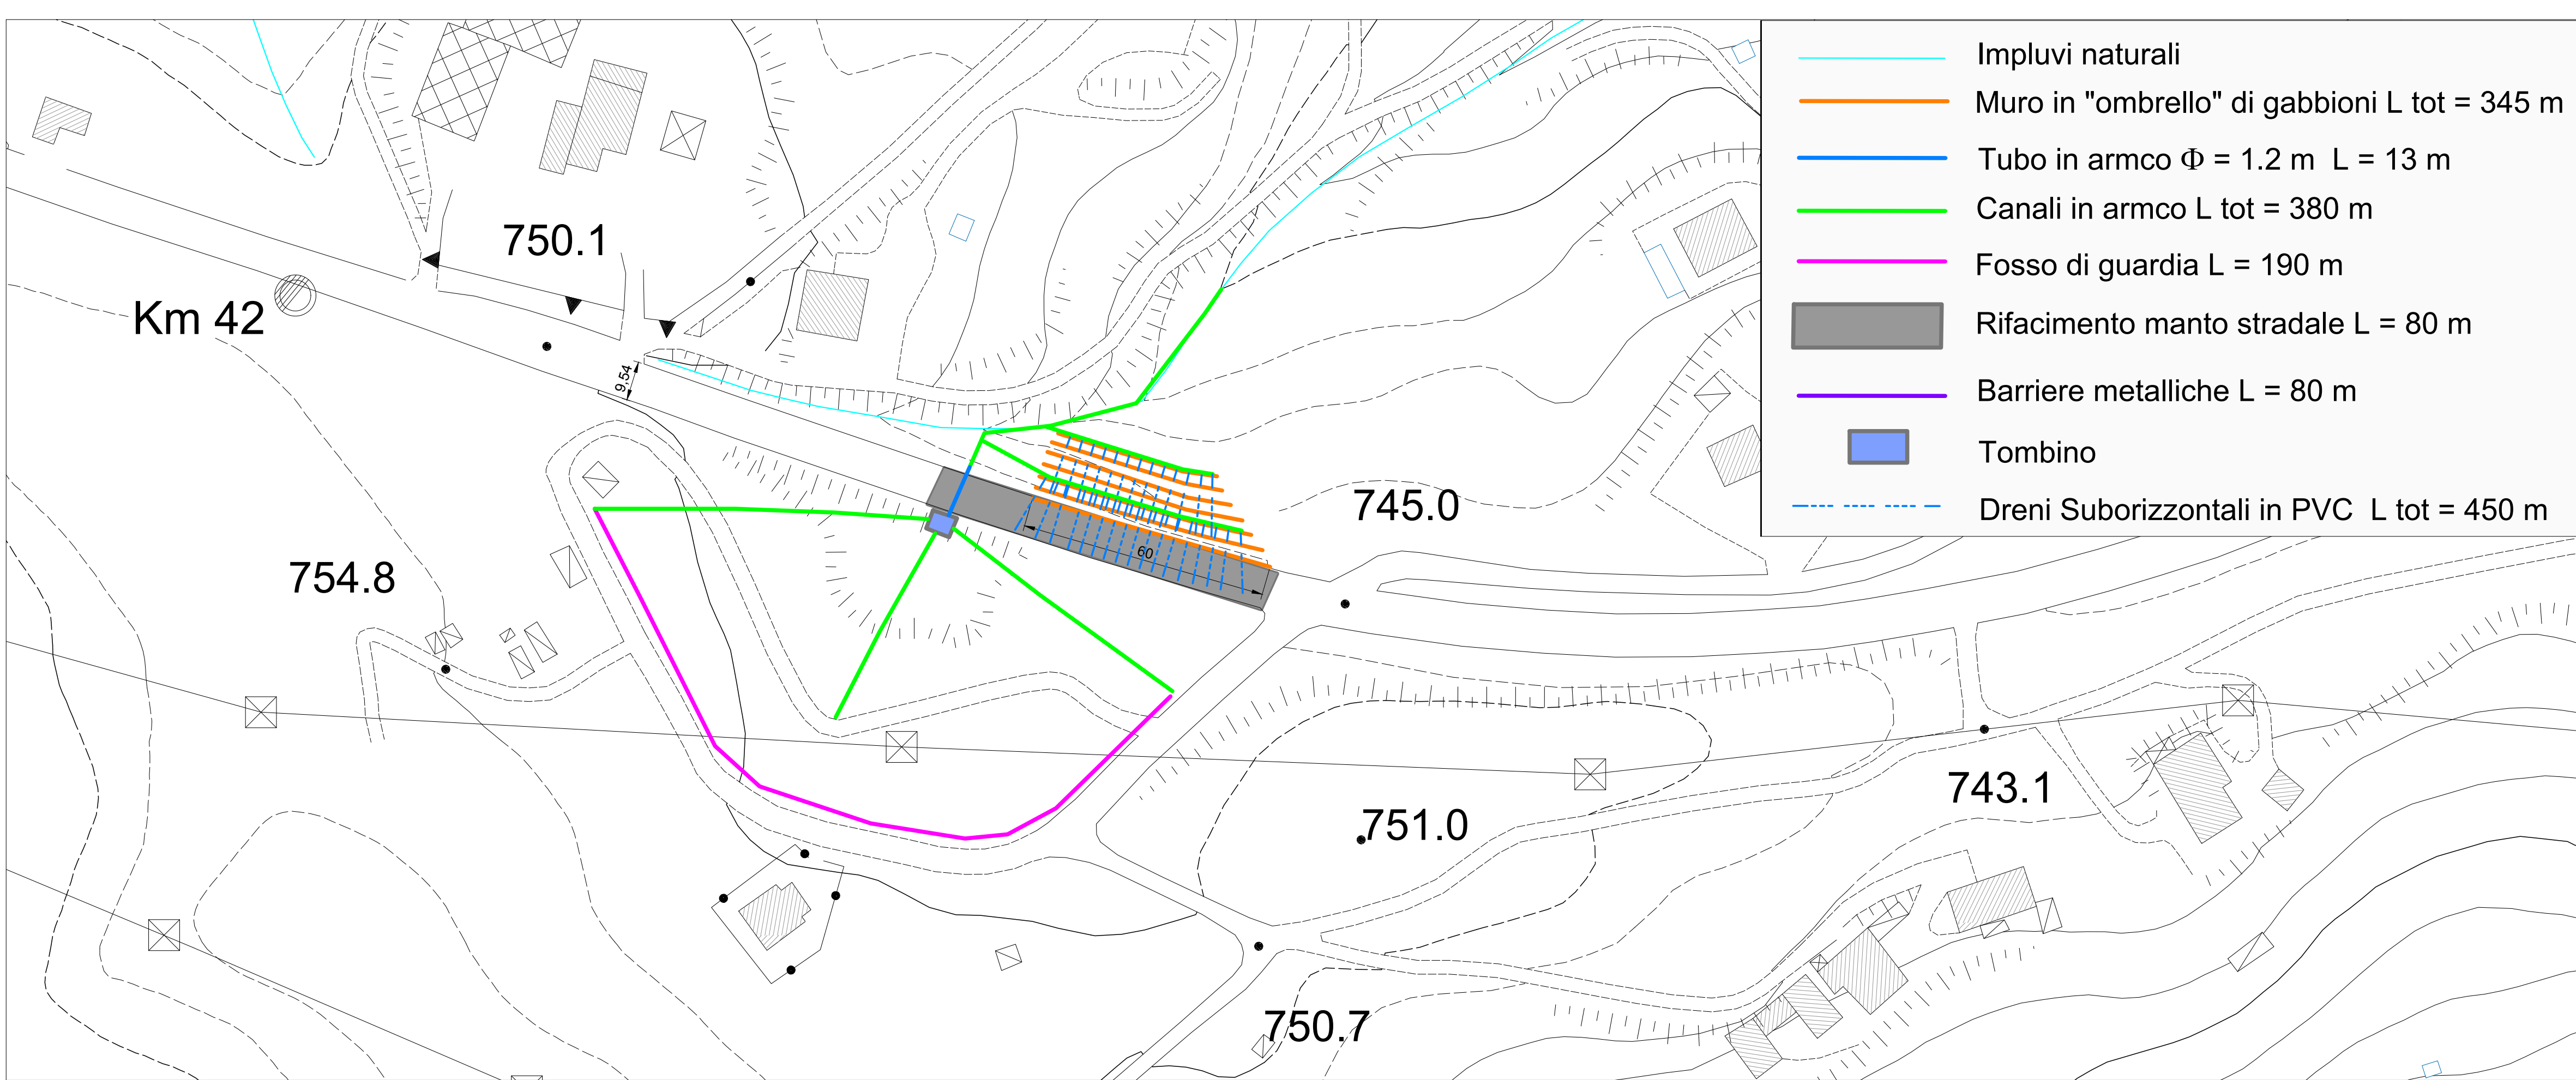 Impluvi naturali
Muro in "ombrello" di gabbioni L tot = 345 m
Tubo in armco Φ = 1.2 m L = 13 m
Canali in armco L tot = 380 m
Fosso di guardia L = 190 m
Rifacimento manto stradale L = 80 m
Barriere metalliche L = 80 m
Tombino
Dreni Suborizzontali in PVC L tot = 450 m
750.1
Km 42
9,54
745.0
60
754.8
743.1
751.0
750.7